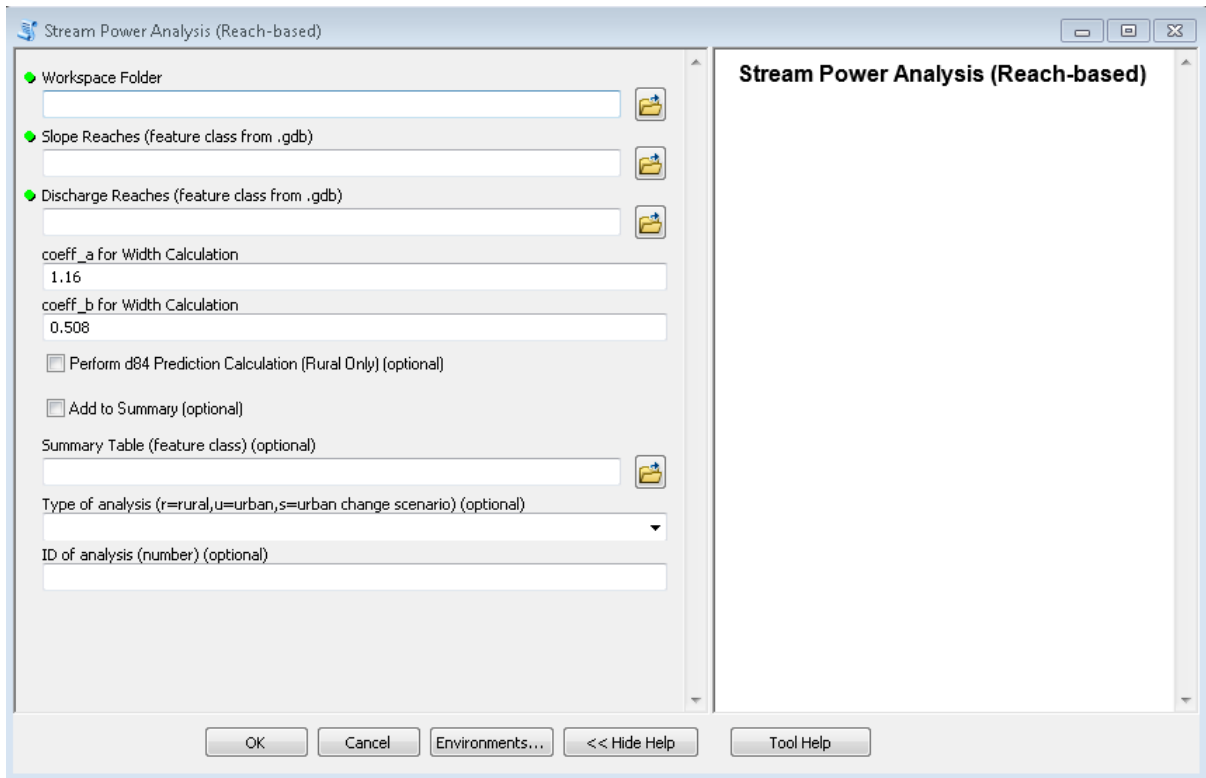 Stream Power Analysis (Reach-based)
Workspace Folder
Slope Reaches (feature class from .gdb)
Discharge Reaches (feature class from .gdb)
coeff_a for Width Calculation
1.16
coeff_b for Width Calculation
0.508
Perform d84 Prediction Calculation (Rural Only) (optional)
Add to Summary (optional)
Summary Table (feature class) (optional)
Type of analysis (r=rural,u=urban,s=urban change scenario) (optional)
ID of analysis (number) (optional)
Stream Power Analysis (Reach-based)
OK Cancel Environments... << Hide Help Tool Help